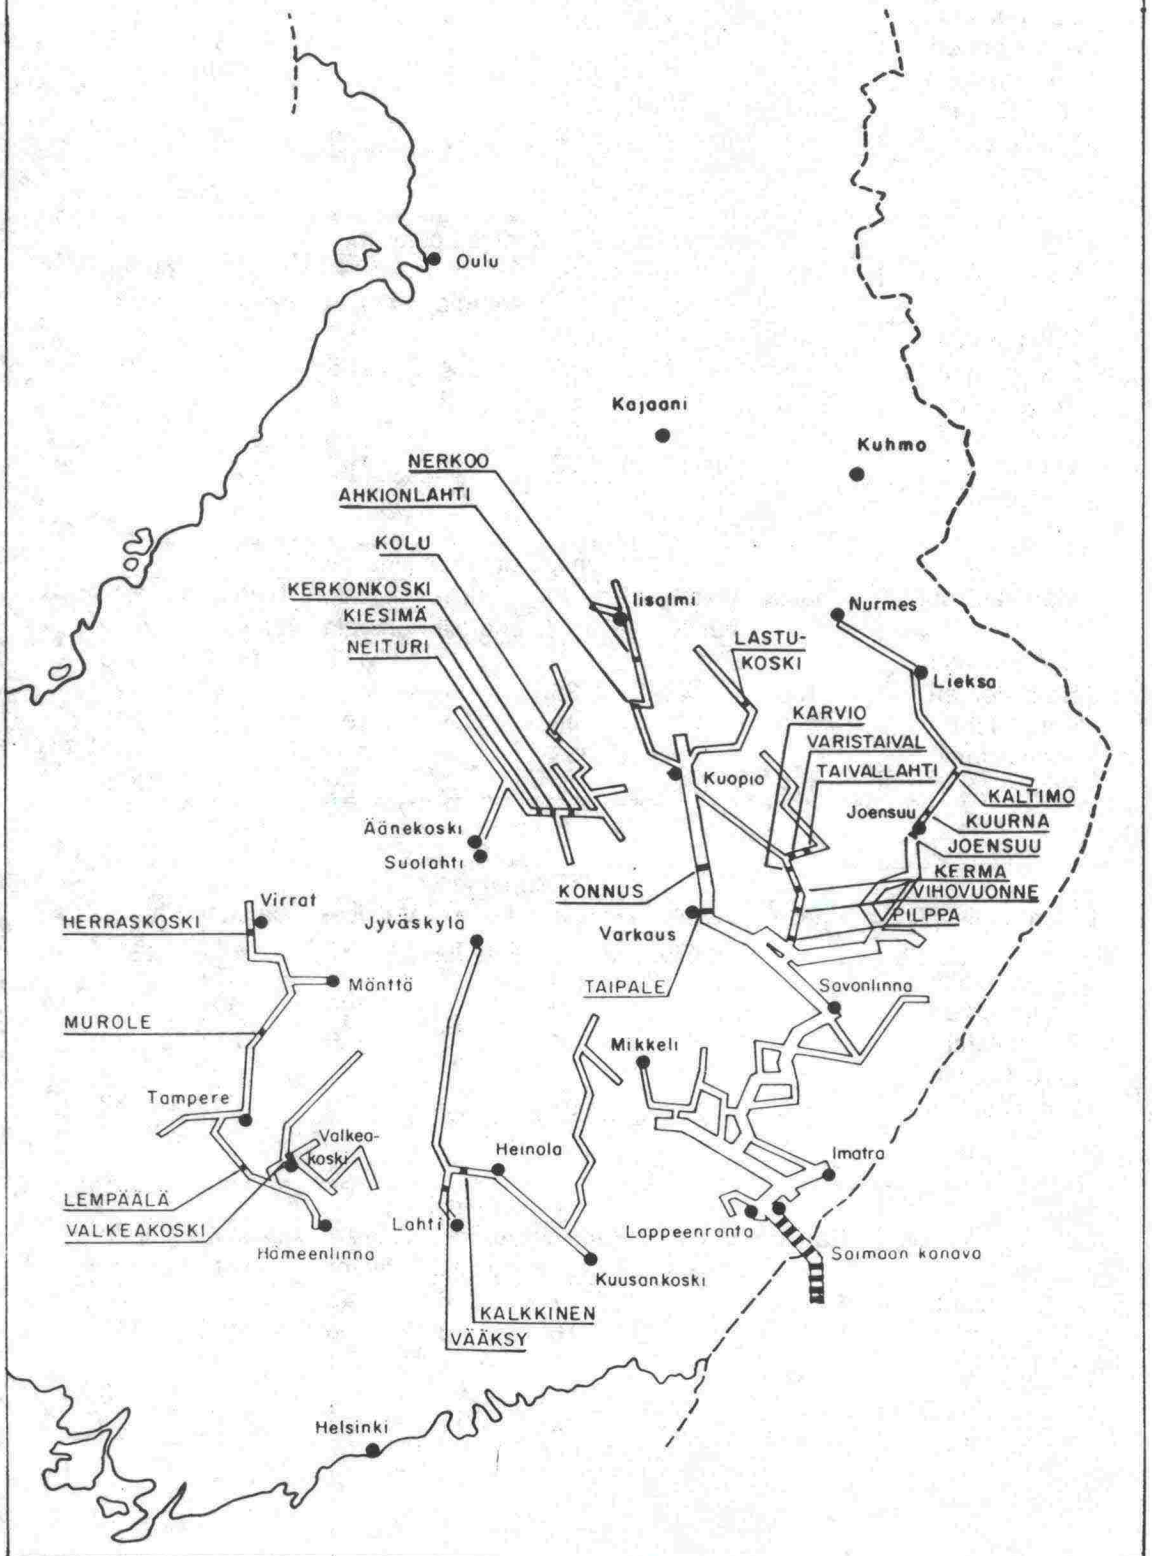 Oulu
Kajaani
Kuhmo
NERKOO
AHKIONLAHTI
KOLU
KERKONKOSKI
KIESIMÄ
NEITURI
Iisalmi
Nurmes
LASTU-
KOSKI
Lieksa
KARVIO
VARISTAIVAL
TAIVALLAHTI
Kuopio
KALTIMO
Joensuu
KUURNA
JOENSUU
Äänekoski
Suolahti
KERMA
KONNUS
VIHOVUONNE
PILPPA
Virrat
HERRASKOSKI
Jyväskylä
Varkaus
Mänttä
TAIPALE
Savonlinna
MUROLE
Mikkeli
Tampere
Valkea-
koski
Heinola
Imatra
LEMPÄÄLÄ
VALKEAKOSKI
Hämeenlinna
Lahti
Lappeenranta
Saimaan kanava
Kuusankoski
KALKKINEN
VÄÄKSY
Helsinki